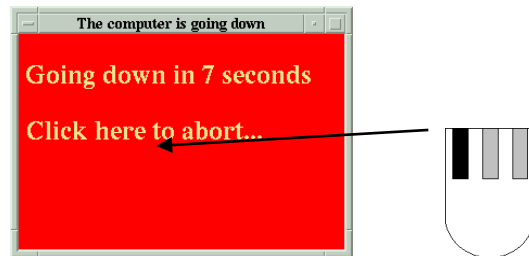 The computer is going down
Going down in 7 seconds
Click here to abort...